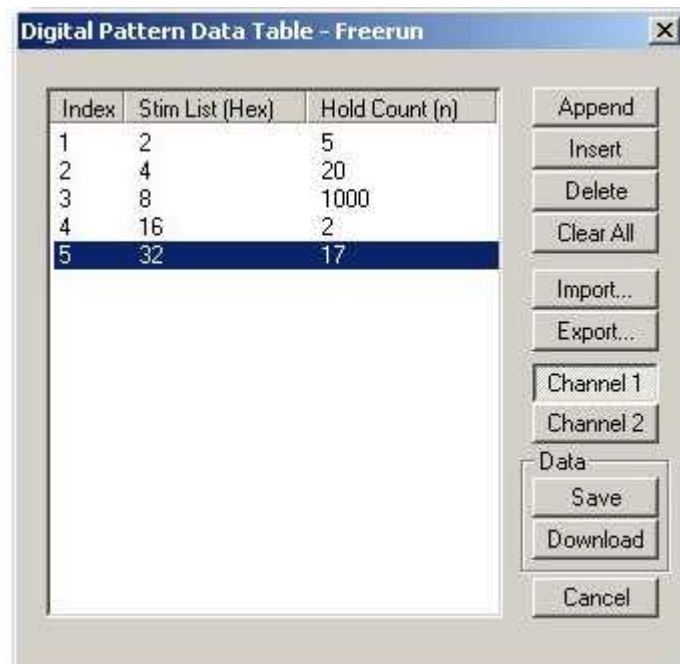 Digital Pattern Data Table - Freerun
Index Stim List (Hex) Hold Count (n)
1 2 5
2 4 20
3 8 1000
4 16 2
5 32 17
Append
Insert
Delete
Clear All
Import...
Export...
Channel 1
Channel 2
Data
Save
Download
Cancel